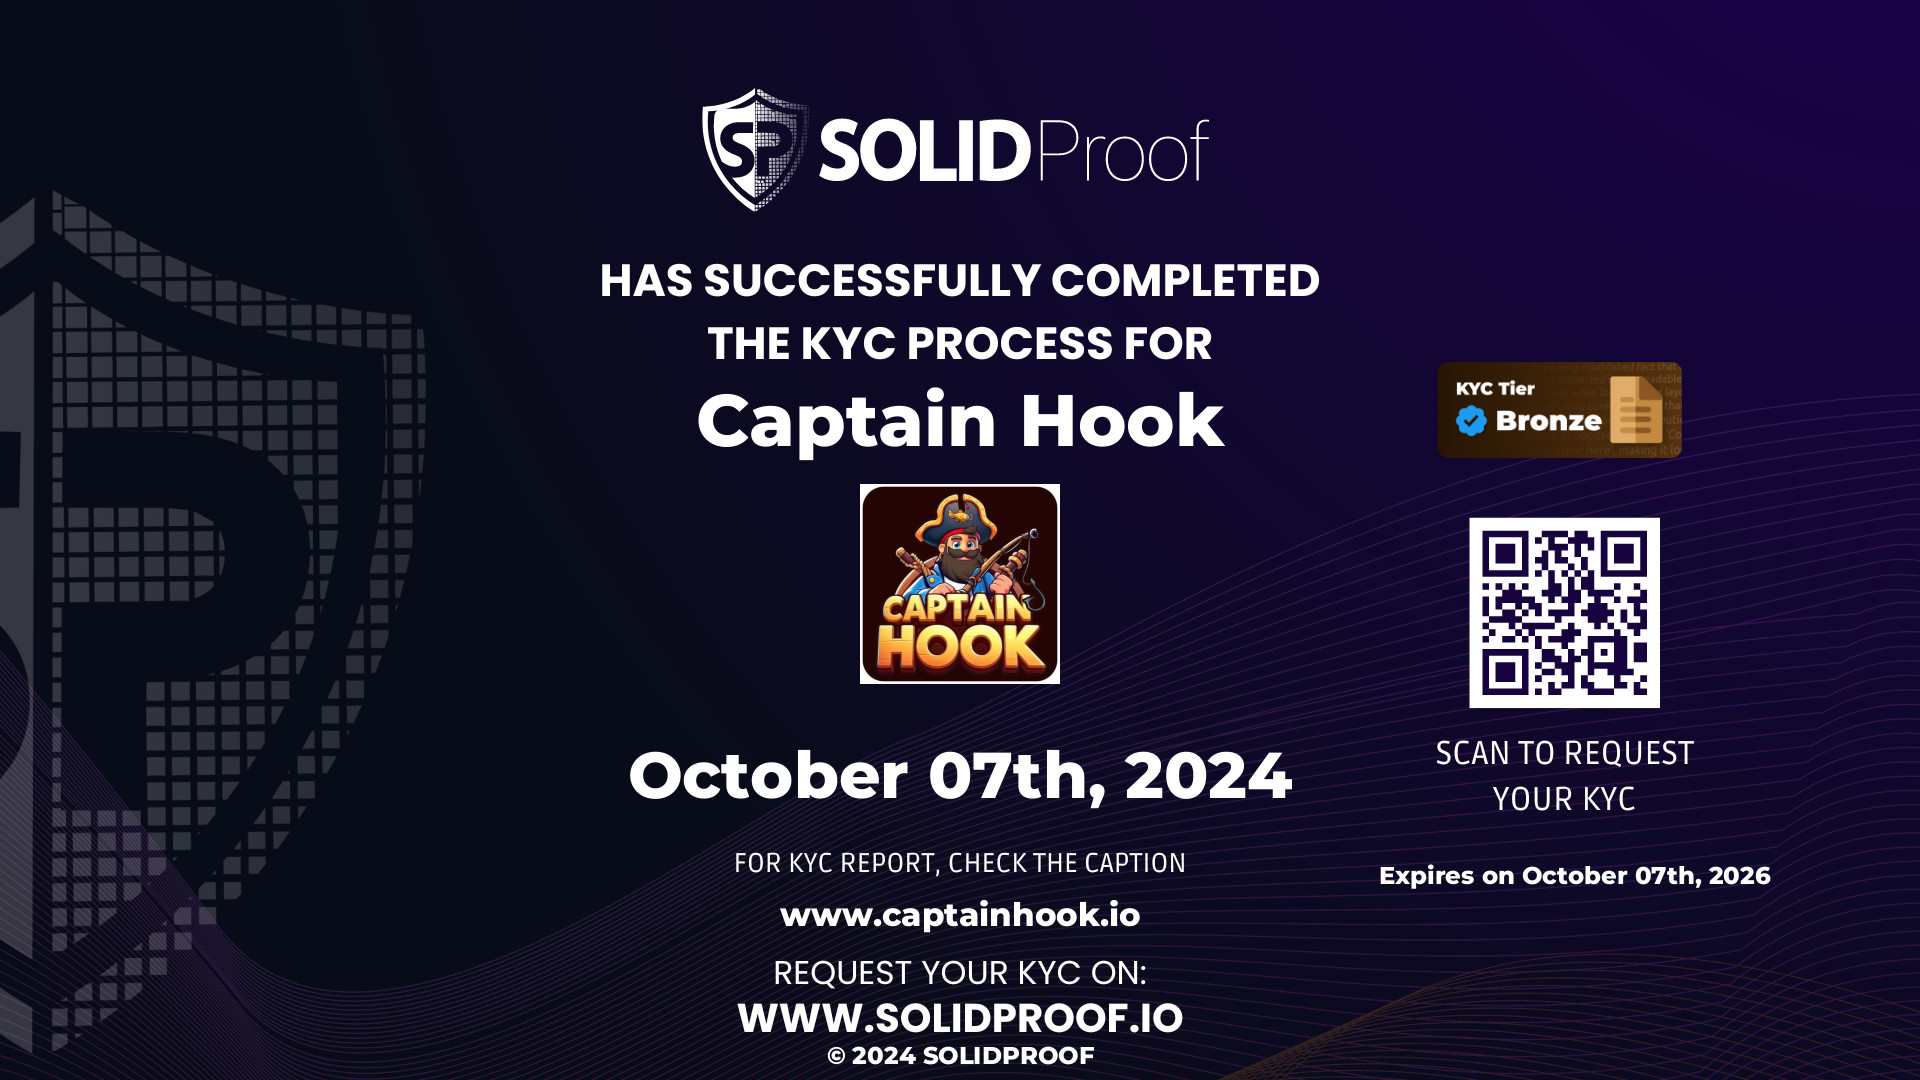 SP SOLIDProof
HAS SUCCESSFULLY COMPLETED
THE KYC PROCESS FOR
Captain Hook
CAPTAIN
HOOK
October 07th, 2024
FOR KYC REPORT, CHECK THE CAPTION
www.captainhook.io
REQUEST YOUR KYC ON:
WWW.SOLIDPROOF.IO
© 2024 SOLIDPROOF
KYC Tier
Bronze
SCAN TO REQUEST
YOUR KYC
Expires on October 07th, 2026